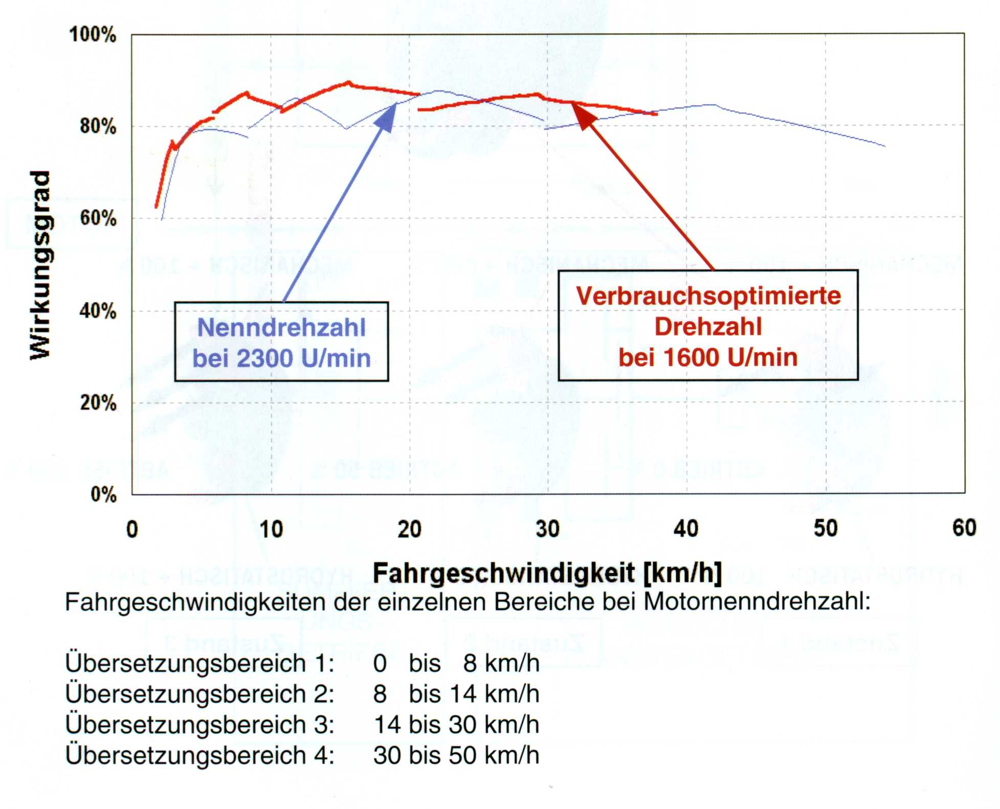 100%
80%
60%
40%
20%
0%
Wirkungsgrad
Nenndrehzahl
bei 2300 U/min
Verbrauchsoptimierte
Drehzahl
bei 1600 U/min
0 10 20 30 40 50 60
Fahrgeschwindigkeit [km/h]
Fahrgeschwindigkeiten der einzelnen Bereiche bei Motornenndrehzahl:
Übersetzungsbereich 1: 0 bis 8 km/h
Übersetzungsbereich 2: 8 bis 14 km/h
Übersetzungsbereich 3: 14 bis 30 km/h
Übersetzungsbereich 4: 30 bis 50 km/h